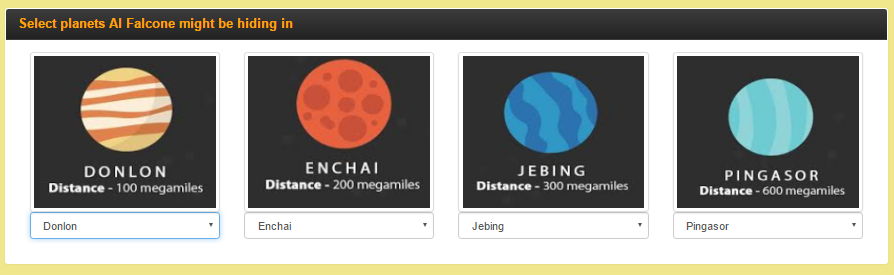 Select planets Al Falcone might be hiding in
DONLON
Distance - 100 megamiles
ENCHAI
Distance - 200 megamiles
JEBING
Distance - 300 megamiles
PINGASOR
Distance - 600 megamiles
Donlon
Enchai
Jebing
Pingasor